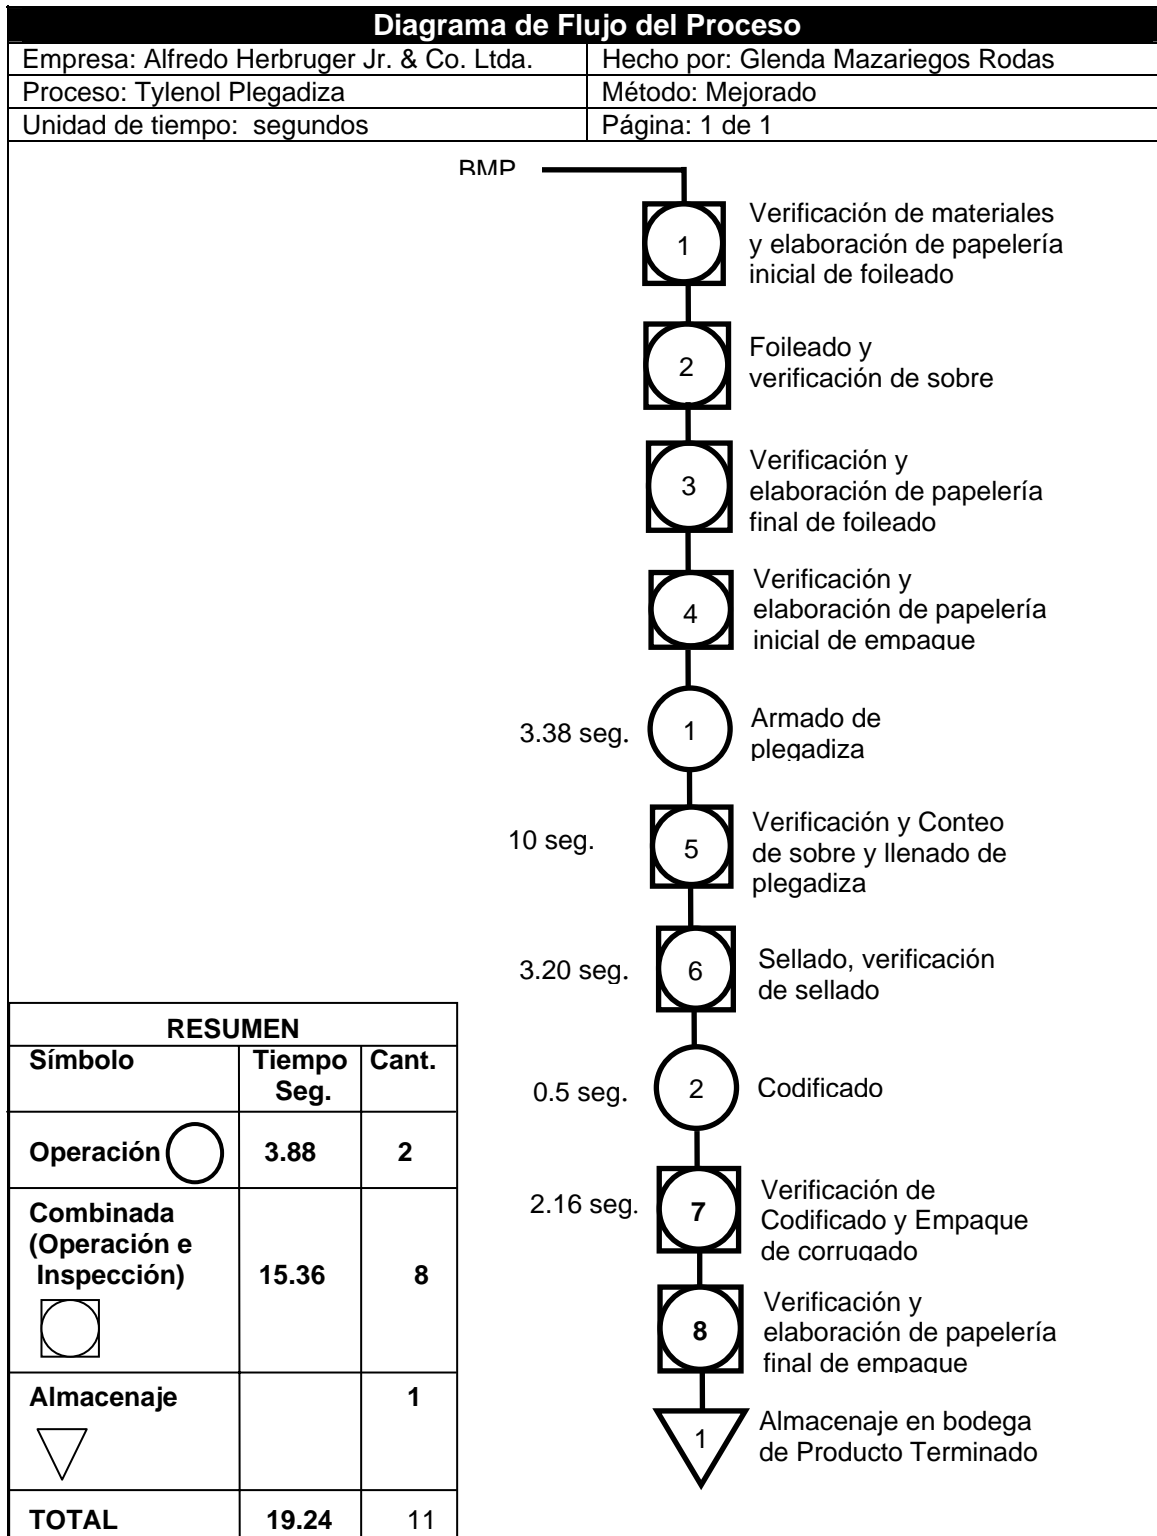 Diagrama de Flujo del Proceso
Empresa: Alfredo Herbruger Jr. & Co. Ltda.
Hecho por: Glenda Mazariegos Rodas
Proceso: Tylenol Plegadiza
Método: Mejorado
Unidad de tiempo:  segundos
Página: 1 de 1
BMP
1
Verificación de materiales
y elaboración de papelería
inicial de foileado
2
Foileado y
verificación de sobre
3
Verificación y
elaboración de papelería
final de foileado
4
Verificación y
elaboración de papelería
inicial de empaque
3.38 seg.
1
Armado de
plegadiza
10 seg.
5
Verificación y Conteo
de sobre y llenado de
plegadiza
3.20 seg.
6
Sellado, verificación
de sellado
0.5 seg.
2
Codificado
2.16 seg.
7
Verificación de
Codificado y Empaque
de corrugado
8
Verificación y
elaboración de papelería
final de empaque
1
Almacenaje en bodega
de Producto Terminado
RESUMEN
Símbolo
Tiempo
Seg.
Cant.
Operación
3.88
2
Combinada
(Operación e
Inspección)
15.36
8
Almacenaje
1
TOTAL
19.24
11